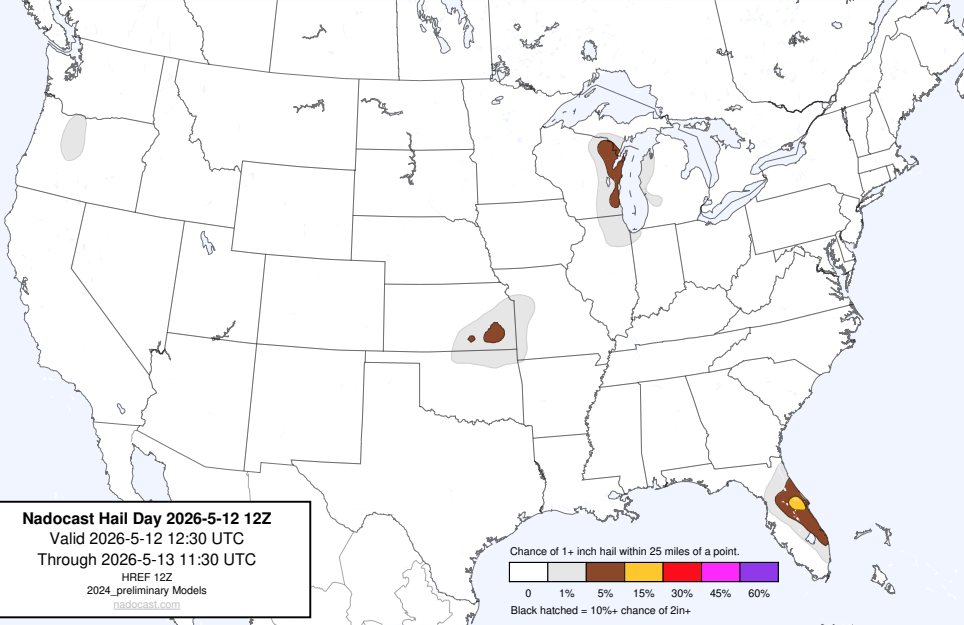 Nadocast Hail Day 2026-5-12 12Z
Valid 2026-5-12 12:30 UTC
Through 2026-5-13 11:30 UTC
HREF 12Z
2024_preliminary Models
nadocast.com
Chance of 1+ inch hail within 25 miles of a point.
0 1% 5% 15% 30% 45% 60%
Black hatched = 10%+ chance of 2in+